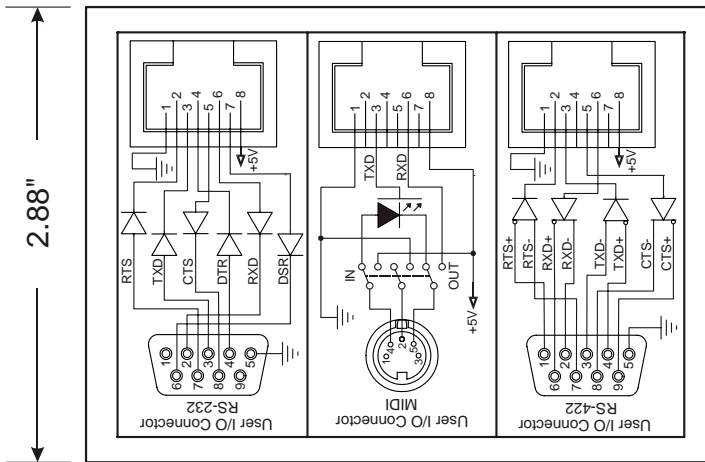 2.88"
1
2
3
4
5
6
7
8
+5V
RTS
TXD
CTS
DTR
RXD
DSR
1
2
3
4
5
6
7
8
9
RS-232
User I/O Connector
1
2
3
4
5
6
7
8
TXD
RXD
IN
OUT
+5V
1
4
2
5
3
MIDI
User I/O Connector
1
2
3
4
5
6
7
8
+5V
RTS+
RTS-
RXD+
RXD-
TXD-
TXD+
CTS-
CTS+
1
2
3
4
5
6
7
8
9
RS-422
User I/O Connector